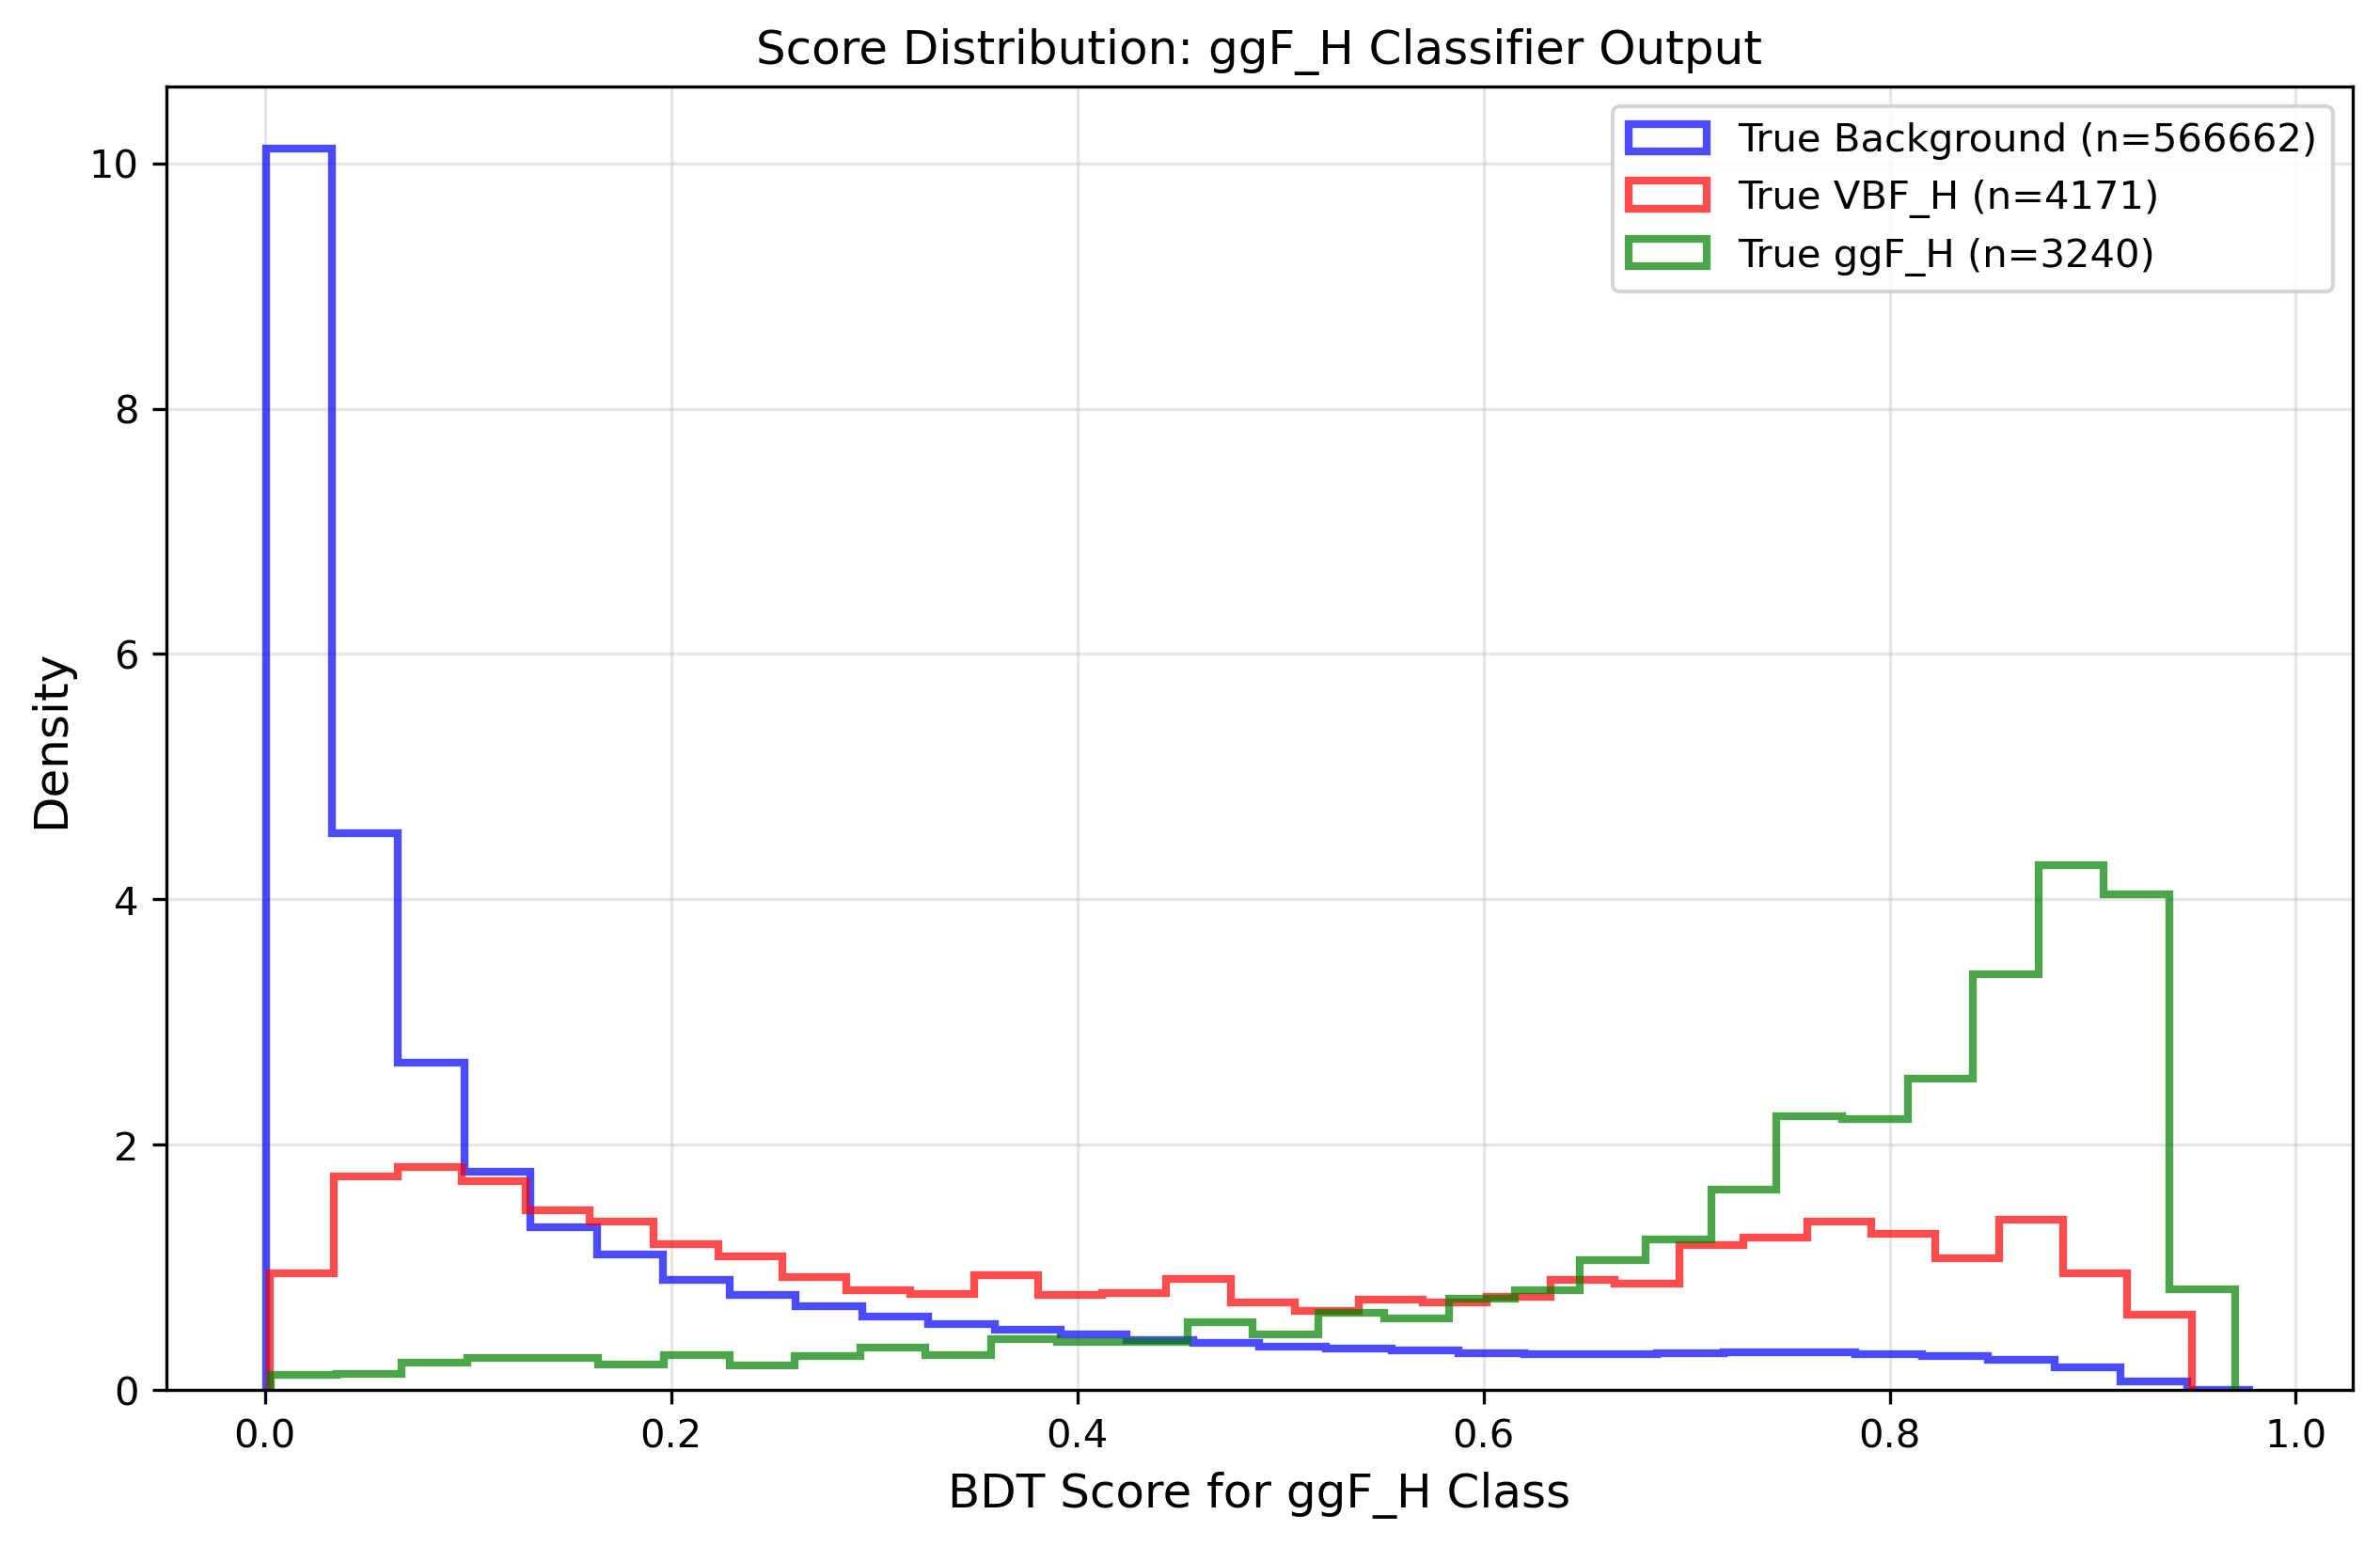 Score Distribution: ggF_H Classifier Output
True Background (n=566662)
True VBF_H (n=4171)
True ggF_H (n=3240)
Density
10
8
6
4
2
0
0.0 0.2 0.4 0.6 0.8 1.0
BDT Score for ggF_H Class